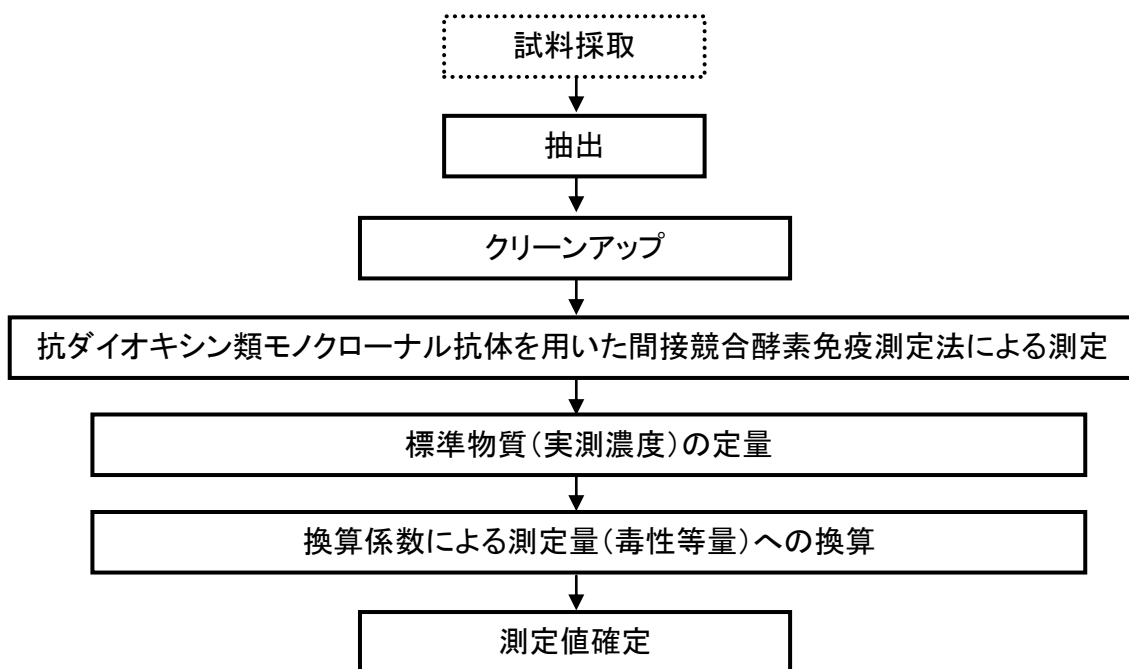 試料採取
抽出
クリーンアップ
抗ダイオキシン類モノクローナル抗体を用いた間接競合酵素免疫測定法による測定
標準物質(実測濃度)の定量
換算係数による測定量(毒性等量)への換算
測定値確定